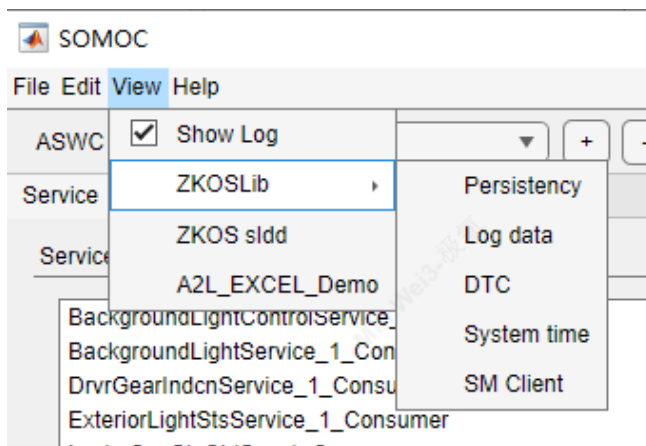 SOMOC
File Edit View Help
ASWC
Show Log
+
Service
ZKOSLib
Persistency
Service
ZKOS sldd
Log data
A2L_EXCEL_Demo
DTC
BackgroundLightControlService_
System time
BackgroundLightService_1_Con
DrvrGearIndcnService_1_Consu
SM Client
ExteriorLightStsService_1_Consumer